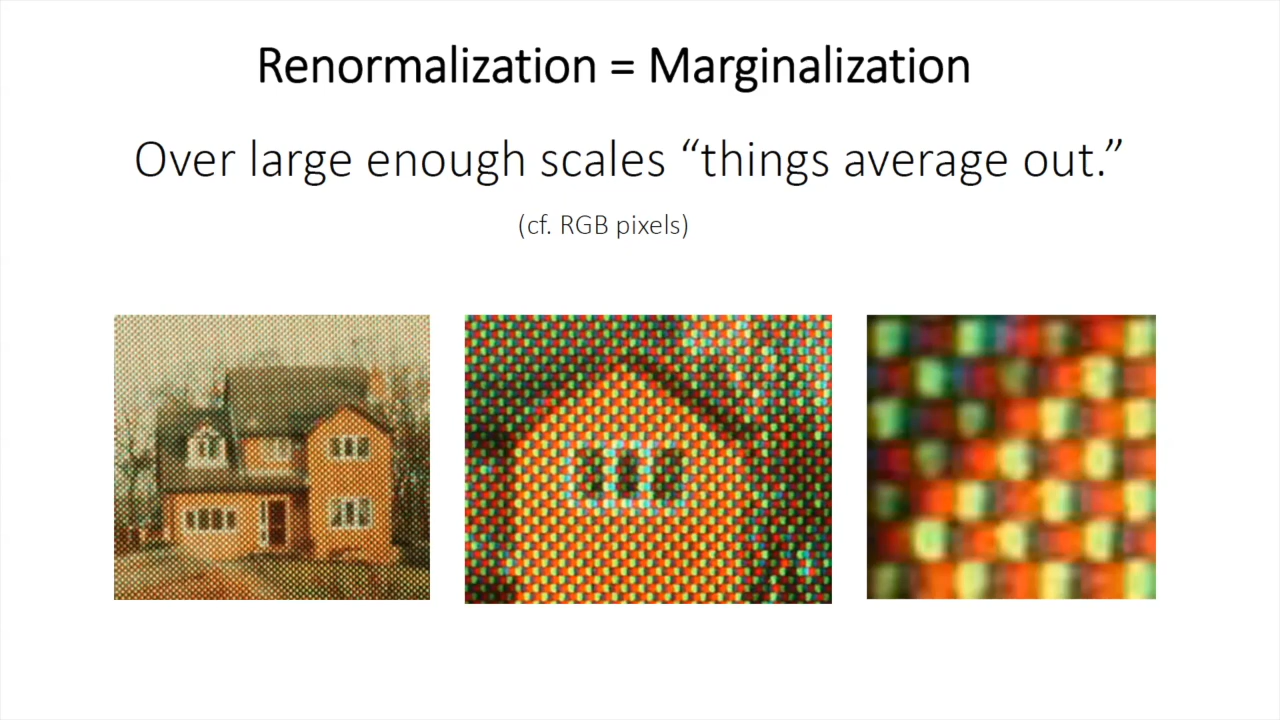 Renormalization = Marginalization
Over large enough scales “things average out.”
(cf. RGB pixels)